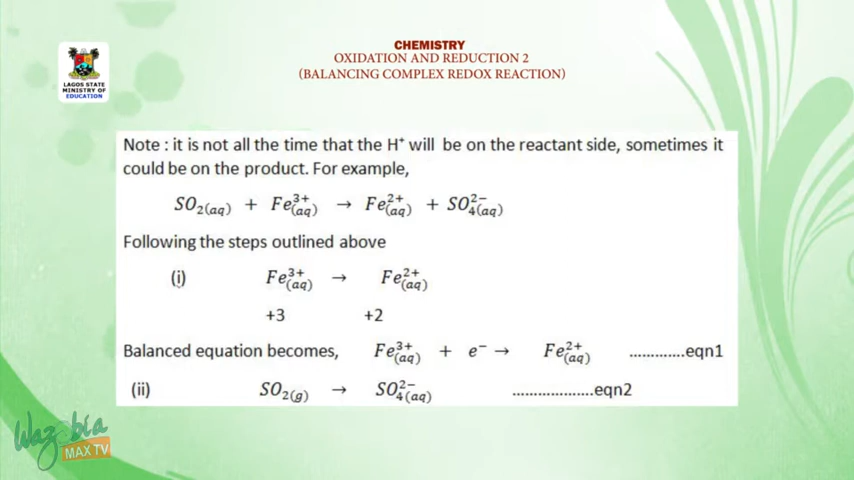 CHEMISTRY
OXIDATION AND REDUCTION 2
(BALANCING COMPLEX REDOX REACTION)
LAGOS STATE
MINISTRY OF
EDUCATION
Note : it is not all the time that the H⁺ will be on the reactant side, sometimes it
could be on the product. For example,
SO₂(aq) + Fe³⁺(aq) → Fe²⁺(aq) + SO₄²⁻(aq)
Following the steps outlined above
(i) Fe³⁺(aq) → Fe²⁺(aq)
+3 +2
Balanced equation becomes, Fe³⁺(aq) + e⁻ → Fe²⁺(aq) .............eqn1
(ii) SO₂(g) → SO₄²⁻(aq) ...................eqn2
Wazobia
MAX TV